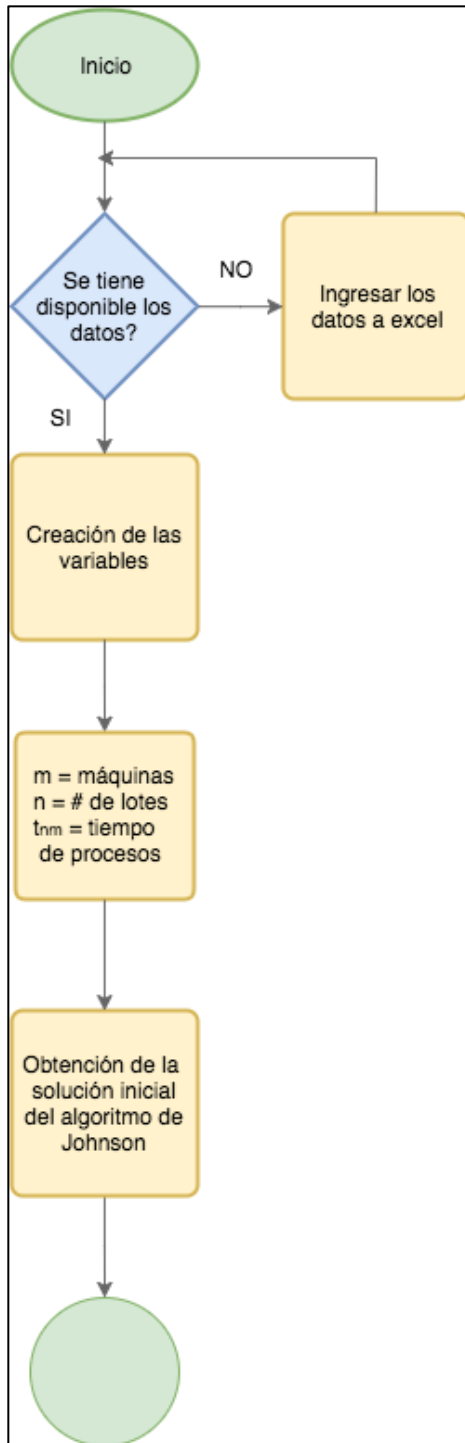 Inicio
Se tiene
disponible los
datos?
NO
Ingresar los
datos a excel
SI
Creación de las
variables
m = máquinas
n = # de lotes
tnm = tiempo
de procesos
Obtención de la
solución inicial
del algoritmo de
Johnson